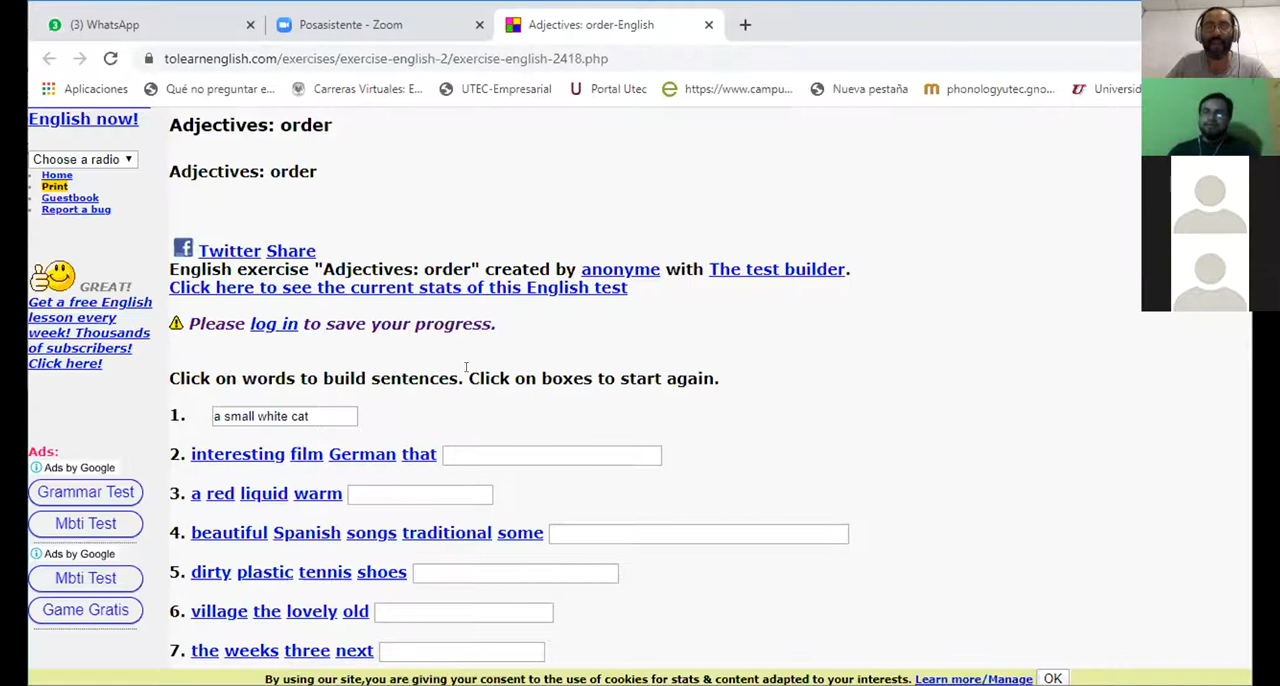 (3) WhatsApp
Posasistente - Zoom
Adjectives: order-English
tolearnenglish.com/exercises/exercise-english-2/exercise-english-2418.php
Aplicaciones
Qué no preguntar e...
Carreras Virtuales: E...
UTEC-Empresarial
Portal Utec
https://www.campu...
Nueva pestaña
phonologyutec.gno...
Universid
English now!
Choose a radio
Home
Print
Guestbook
Report a bug
GREAT!
Get a free English
lesson every
week! Thousands
of subscribers!
Click here!
Ads:
Ads by Google
Grammar Test
Mbti Test
Ads by Google
Mbti Test
Game Gratis
Adjectives: order
Adjectives: order
Twitter Share
English exercise "Adjectives: order" created by anonyme with The test builder.
Click here to see the current stats of this English test
Please log in to save your progress.
Click on words to build sentences. Click on boxes to start again.
1. a small white cat
2. interesting film German that
3. a red liquid warm
4. beautiful Spanish songs traditional some
5. dirty plastic tennis shoes
6. village the lovely old
7. the weeks three next
By using our site,you are giving your consent to the use of cookies for stats & content adapted to your interests. Learn more/Manage OK